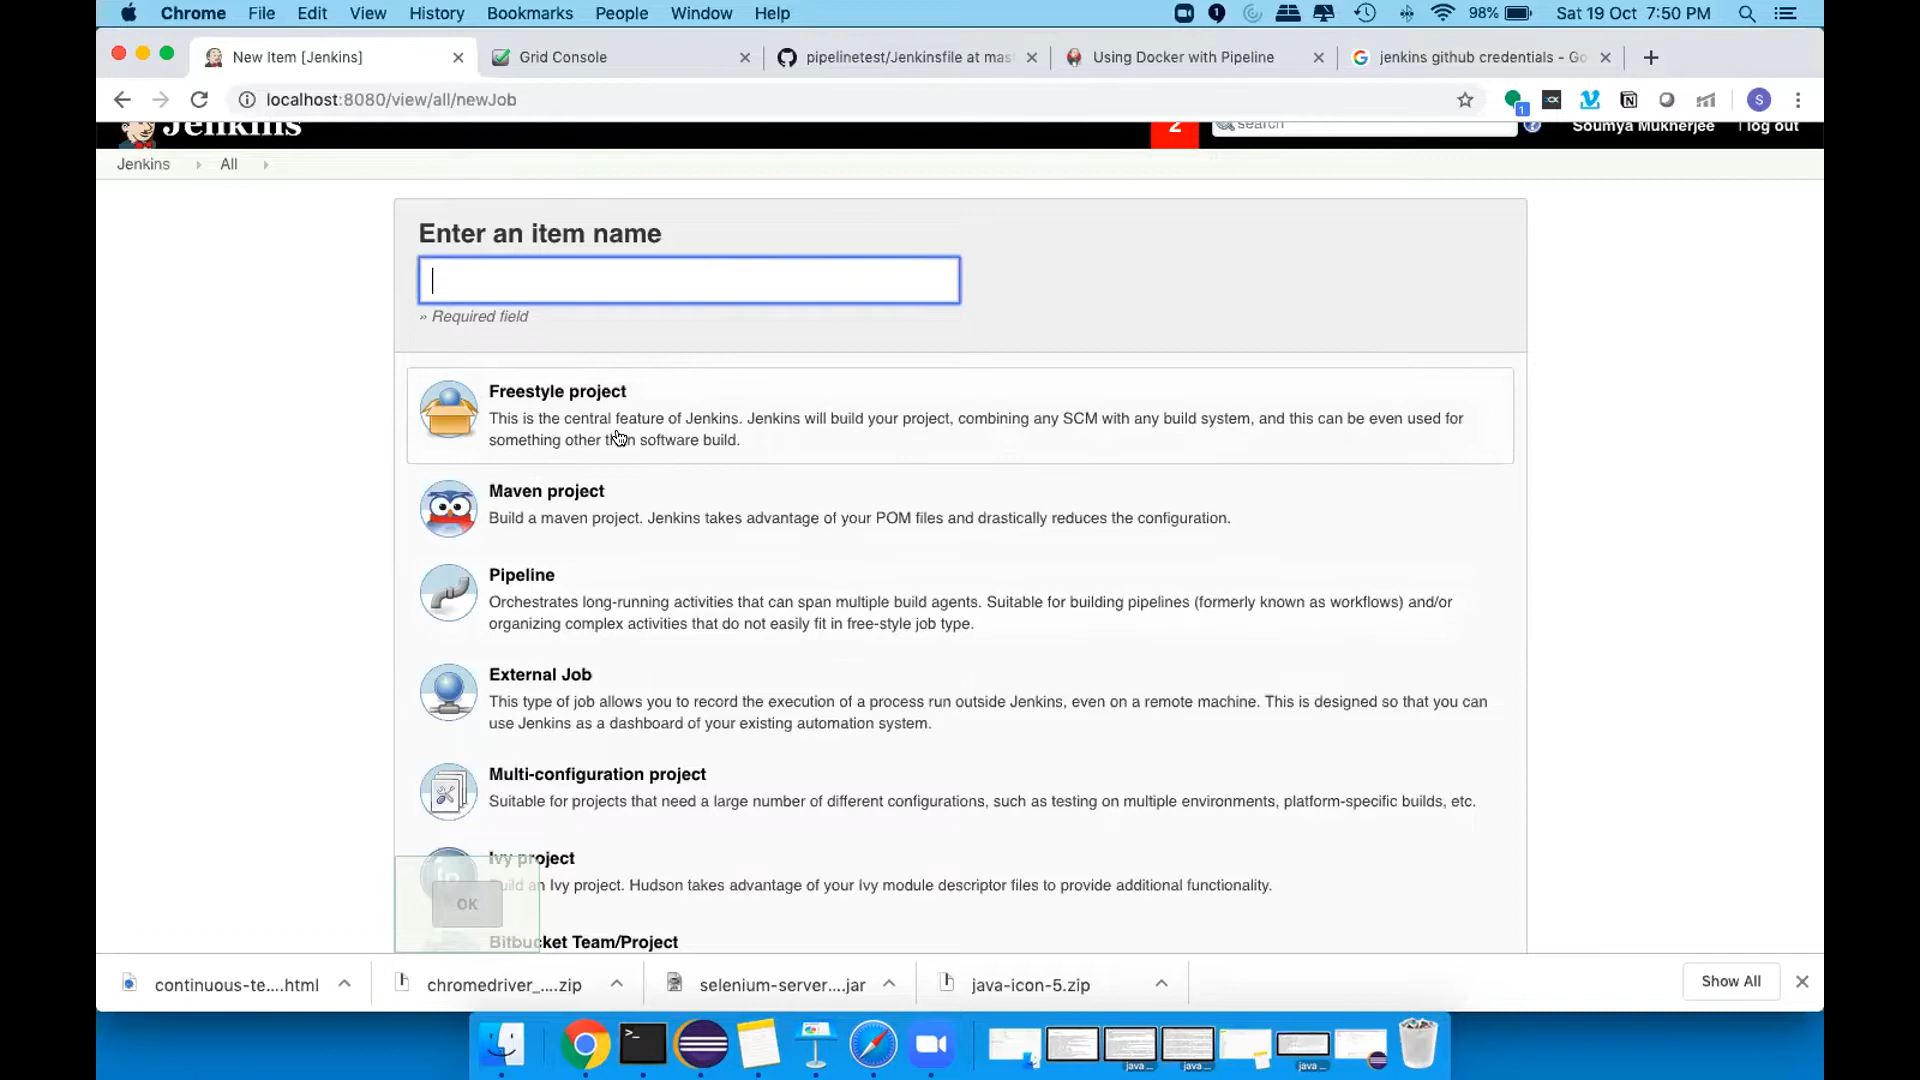 Chrome File Edit View History Bookmarks People Window Help 1 98% Sat 19 Oct 7:50 PM
New Item [Jenkins] Grid Console pipelinetest/Jenkinsfile at mas Using Docker with Pipeline jenkins github credentials - Go
localhost:8080/view/all/newJob 1 S
Jenkins 2 search Soumya Mukherjee | log out
Jenkins All
Enter an item name
» Required field
Freestyle project
This is the central feature of Jenkins. Jenkins will build your project, combining any SCM with any build system, and this can be even used for
something other than software build.
Maven project
Build a maven project. Jenkins takes advantage of your POM files and drastically reduces the configuration.
Pipeline
Orchestrates long-running activities that can span multiple build agents. Suitable for building pipelines (formerly known as workflows) and/or
organizing complex activities that do not easily fit in free-style job type.
External Job
This type of job allows you to record the execution of a process run outside Jenkins, even on a remote machine. This is designed so that you can
use Jenkins as a dashboard of your existing automation system.
Multi-configuration project
Suitable for projects that need a large number of different configurations, such as testing on multiple environments, platform-specific builds, etc.
Ivy project
Build an Ivy project. Hudson takes advantage of your Ivy module descriptor files to provide additional functionality.
OK
Bitbucket Team/Project
continuous-te....html chromedriver_....zip selenium-server....jar java-icon-5.zip Show All
java ... java ... java ...